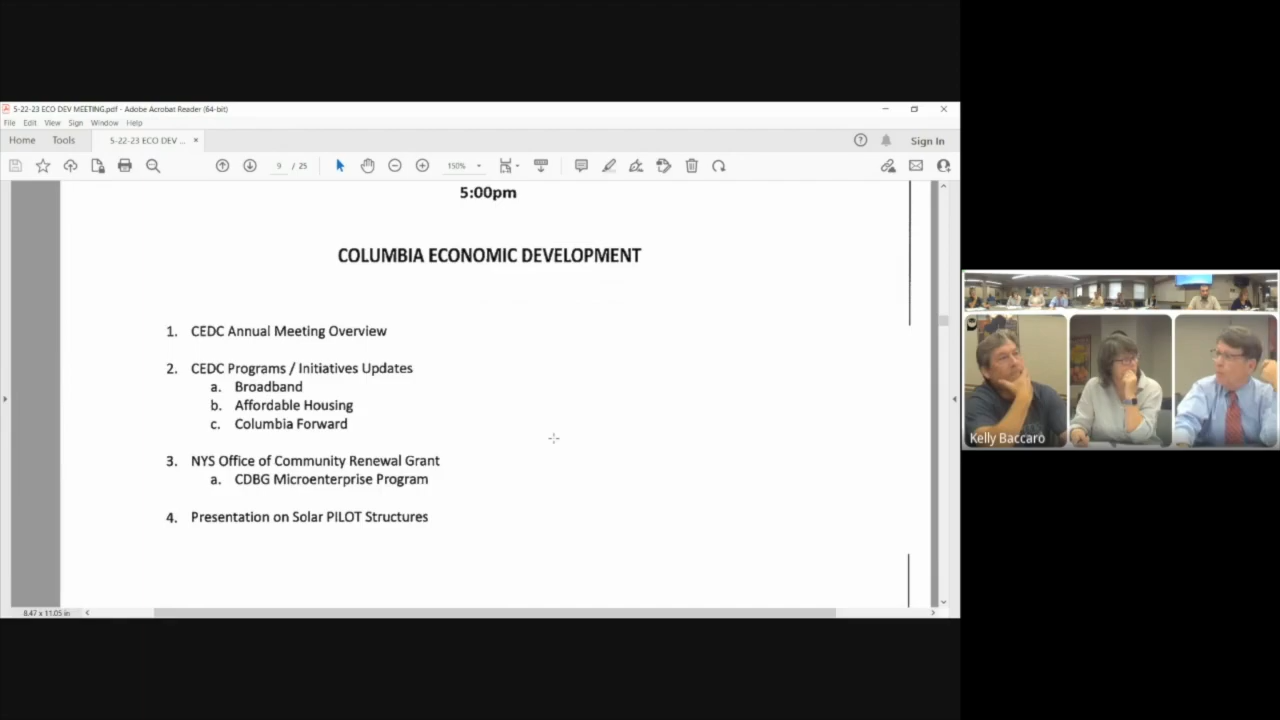 5-22-23 ECO DEV MEETING.pdf - Adobe Acrobat Reader (64-bit)
File Edit View Sign Window Help
Home Tools 5-22-23 ECO DEV ... × Sign In
9 / 25 150%
5:00pm
COLUMBIA ECONOMIC DEVELOPMENT
1. CEDC Annual Meeting Overview
2. CEDC Programs / Initiatives Updates
a. Broadband
b. Affordable Housing
c. Columbia Forward
3. NYS Office of Community Renewal Grant
a. CDBG Microenterprise Program
4. Presentation on Solar PILOT Structures
8.47 x 11.05 in
Kelly Baccaro